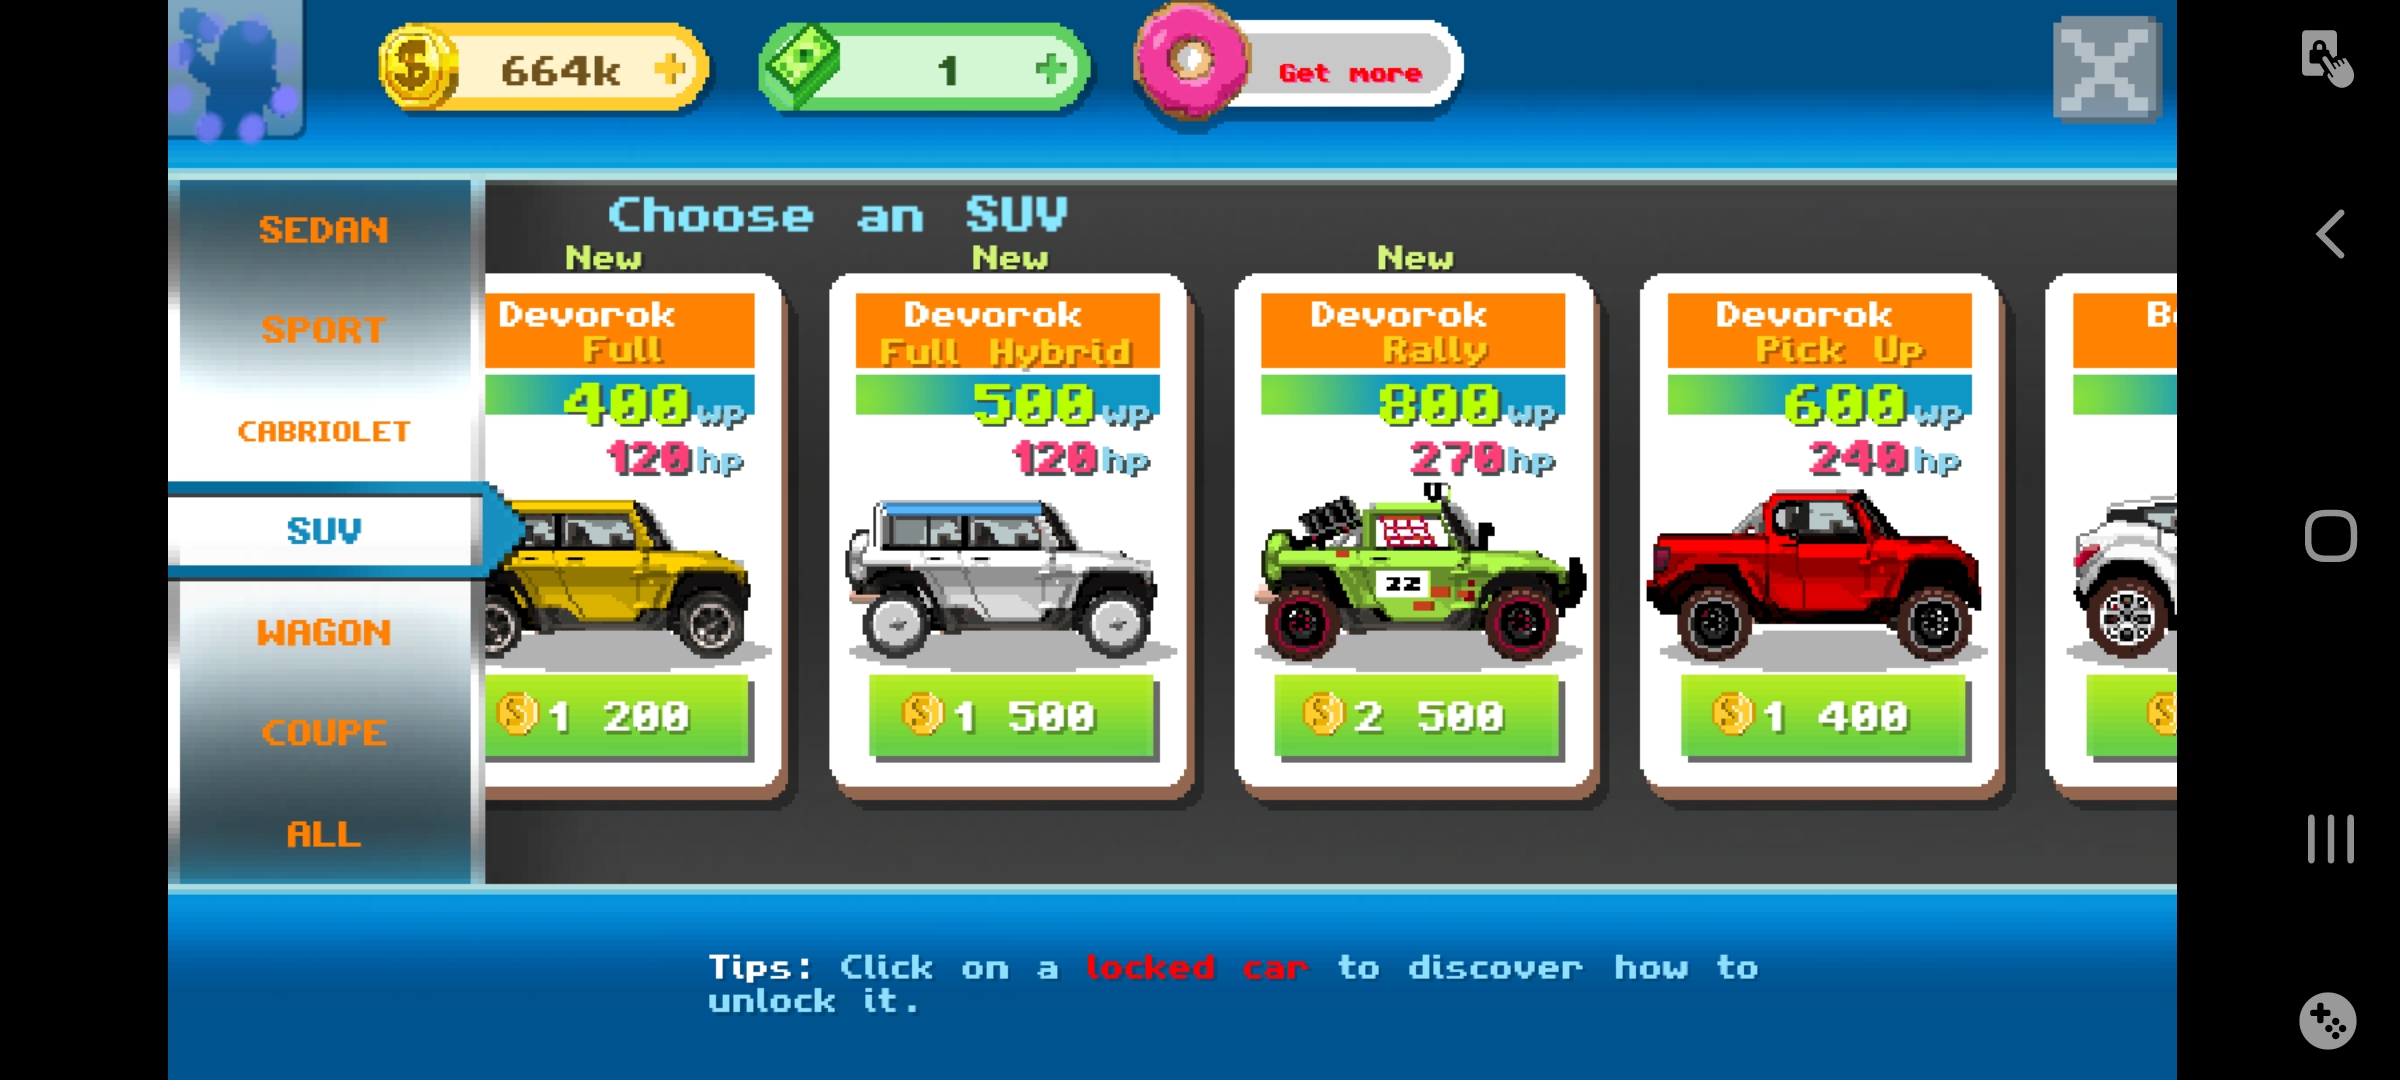 664k
1
Get more
SEDAN
SPORT
CABRIOLET
SUV
WAGON
COUPE
ALL
Choose an SUV
New
Devorok
Full
400 wp
120 hp
1 200
New
Devorok
Full Hybrid
500 wp
120 hp
1 500
New
Devorok
Rally
800 wp
270 hp
22
2 500
Devorok
Pick Up
600 wp
240 hp
1 400
Tips: Click on a locked car to discover how to
unlock it.